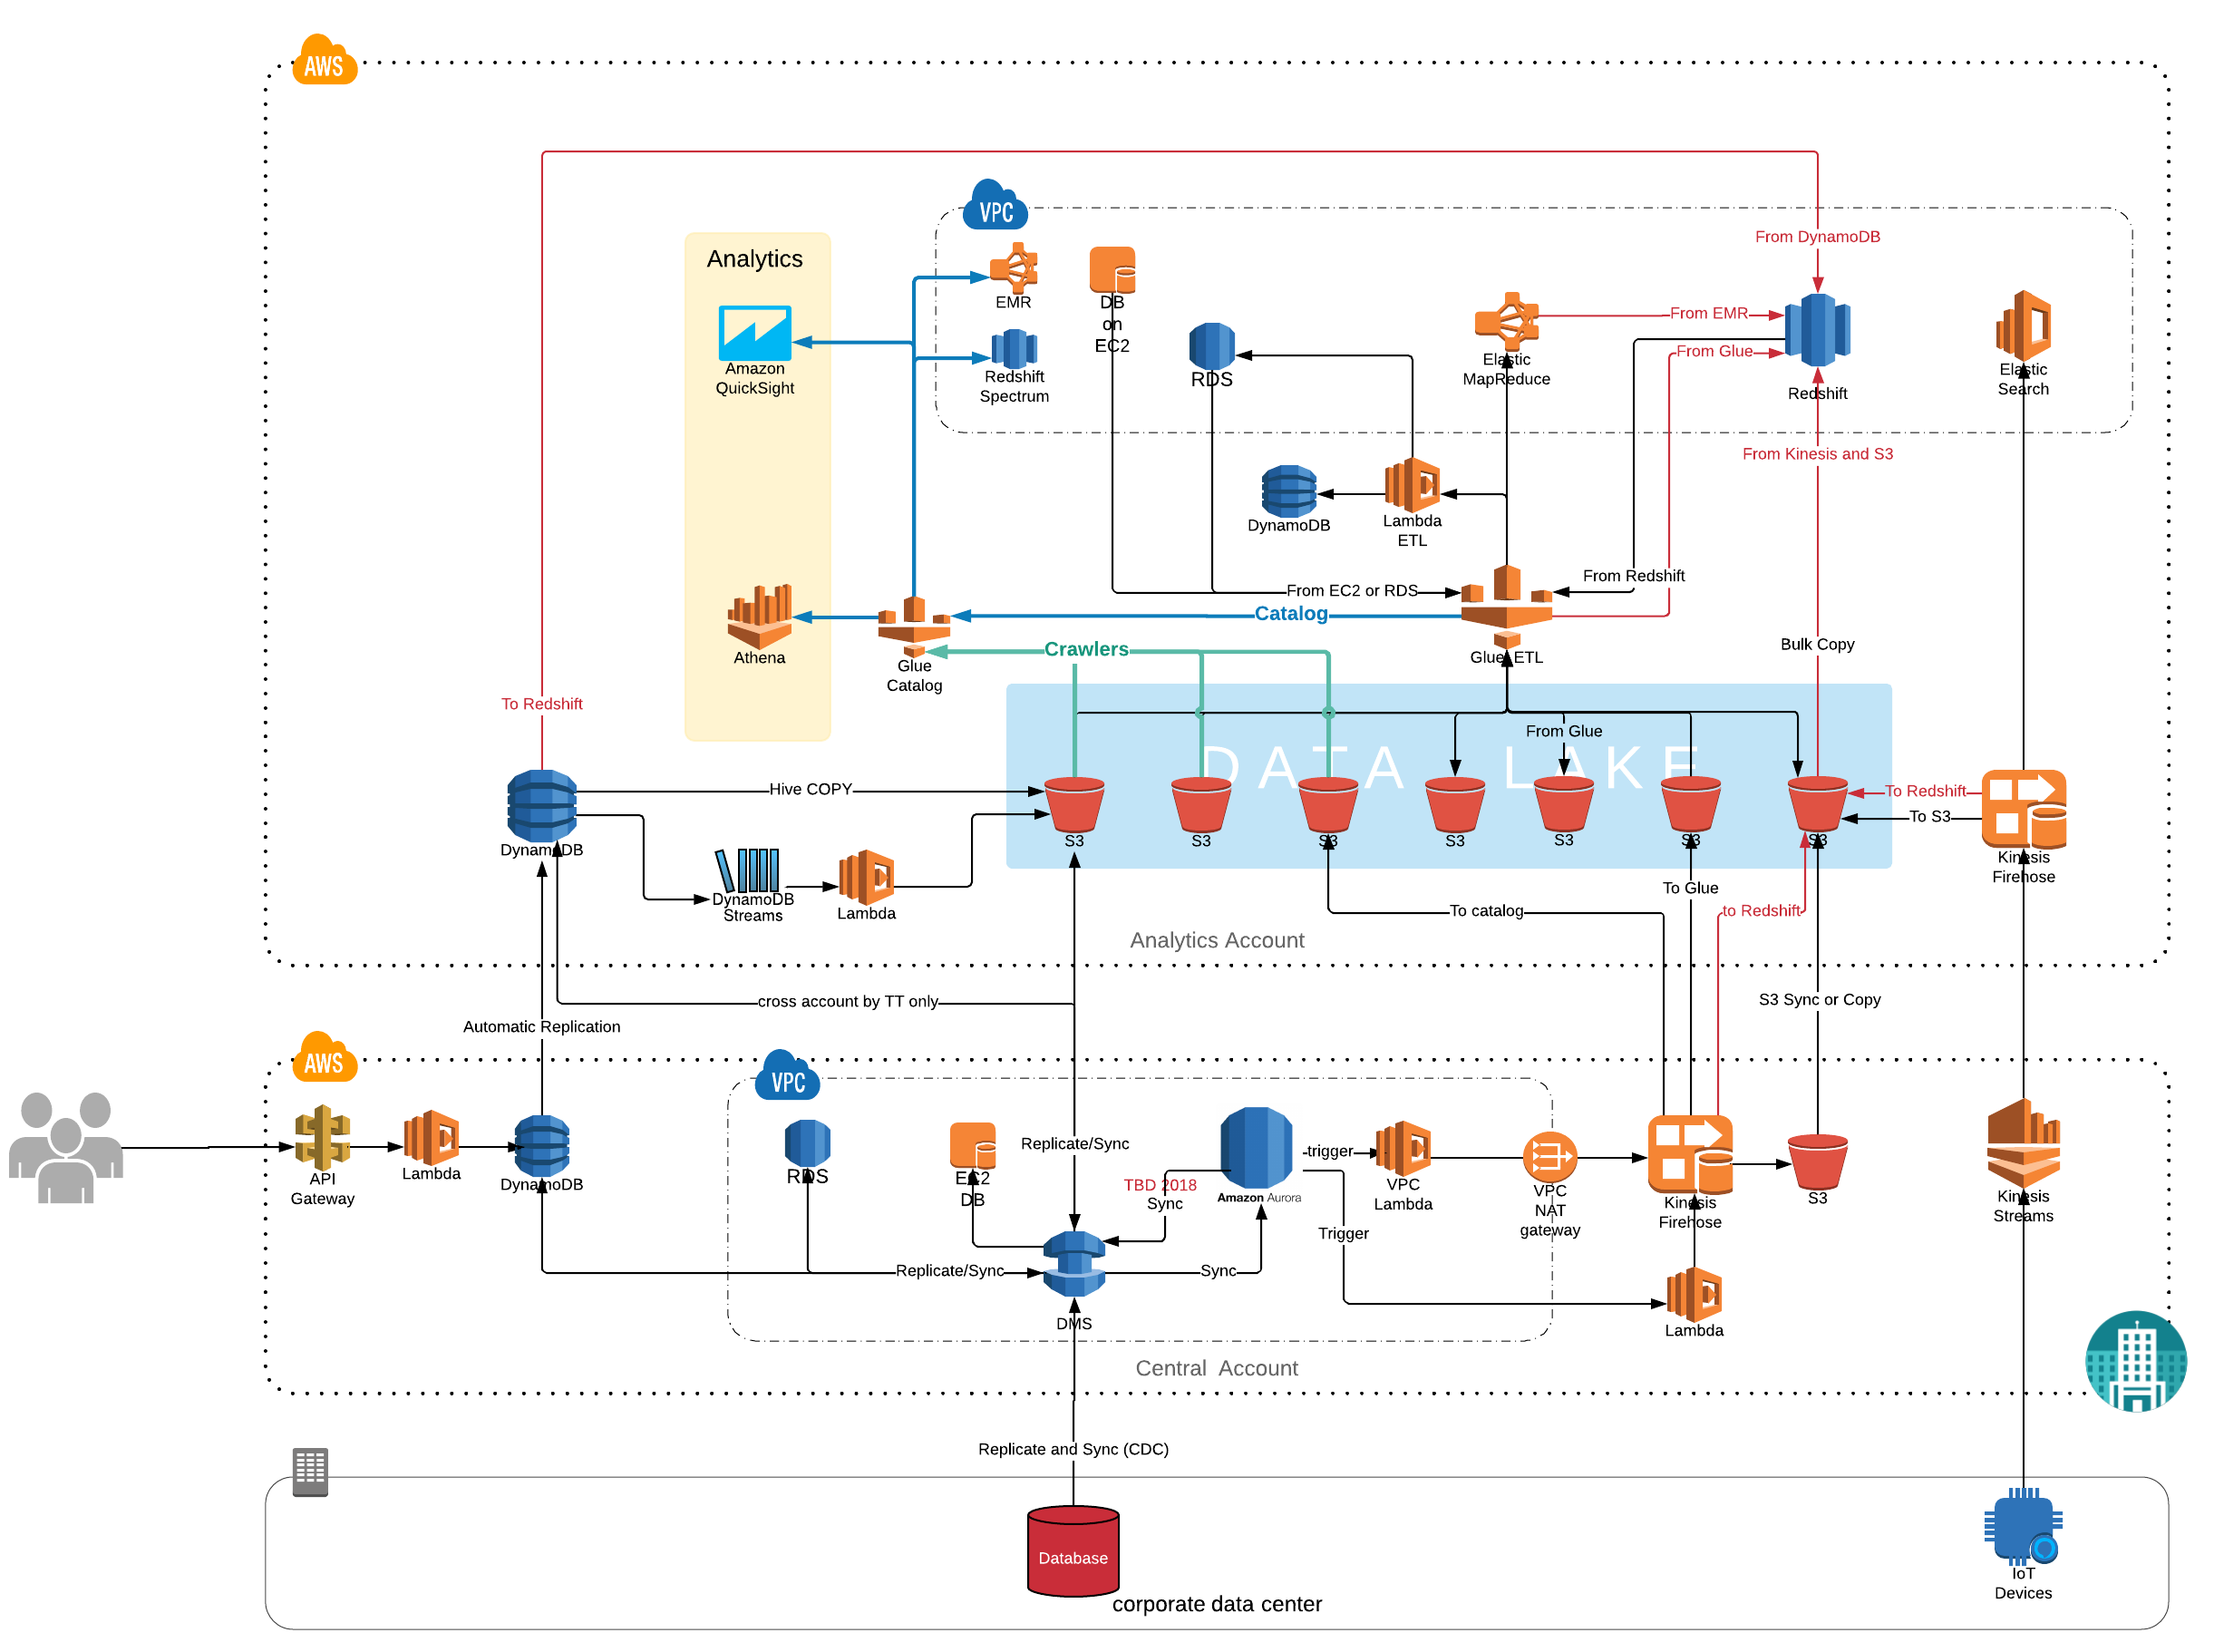 AWS
VPC
From DynamoDB
Analytics
EMR
DB
on
EC2
From EMR
From Glue
Amazon
QuickSight
Redshift
Spectrum
RDS
Elastic
MapReduce
Redshift
Elastic
Search
From Kinesis and S3
DynamoDB
Lambda
ETL
From Redshift
From EC2 or RDS
Catalog
Crawlers
Athena
Glue
Catalog
Glue ETL
Bulk Copy
To Redshift
From Glue
DATA LAKE
Hive COPY
To Redshift
To S3
S3
S3
S3
S3
S3
S3
S3
DynamoDB
Kinesis
Firehose
DynamoDB
Streams
Lambda
To Glue
To catalog
to Redshift
Analytics Account
cross account by TT only
S3 Sync or Copy
Automatic Replication
AWS
VPC
Replicate/Sync
trigger
API
Gateway
Lambda
DynamoDB
RDS
EC2
DB
TBD 2018
Sync
Amazon Aurora
VPC
Lambda
VPC
NAT
gateway
Kinesis
Firehose
S3
Kinesis
Streams
Trigger
Replicate/Sync
Sync
DMS
Lambda
Central Account
Replicate and Sync (CDC)
Database
IoT
Devices
corporate data center